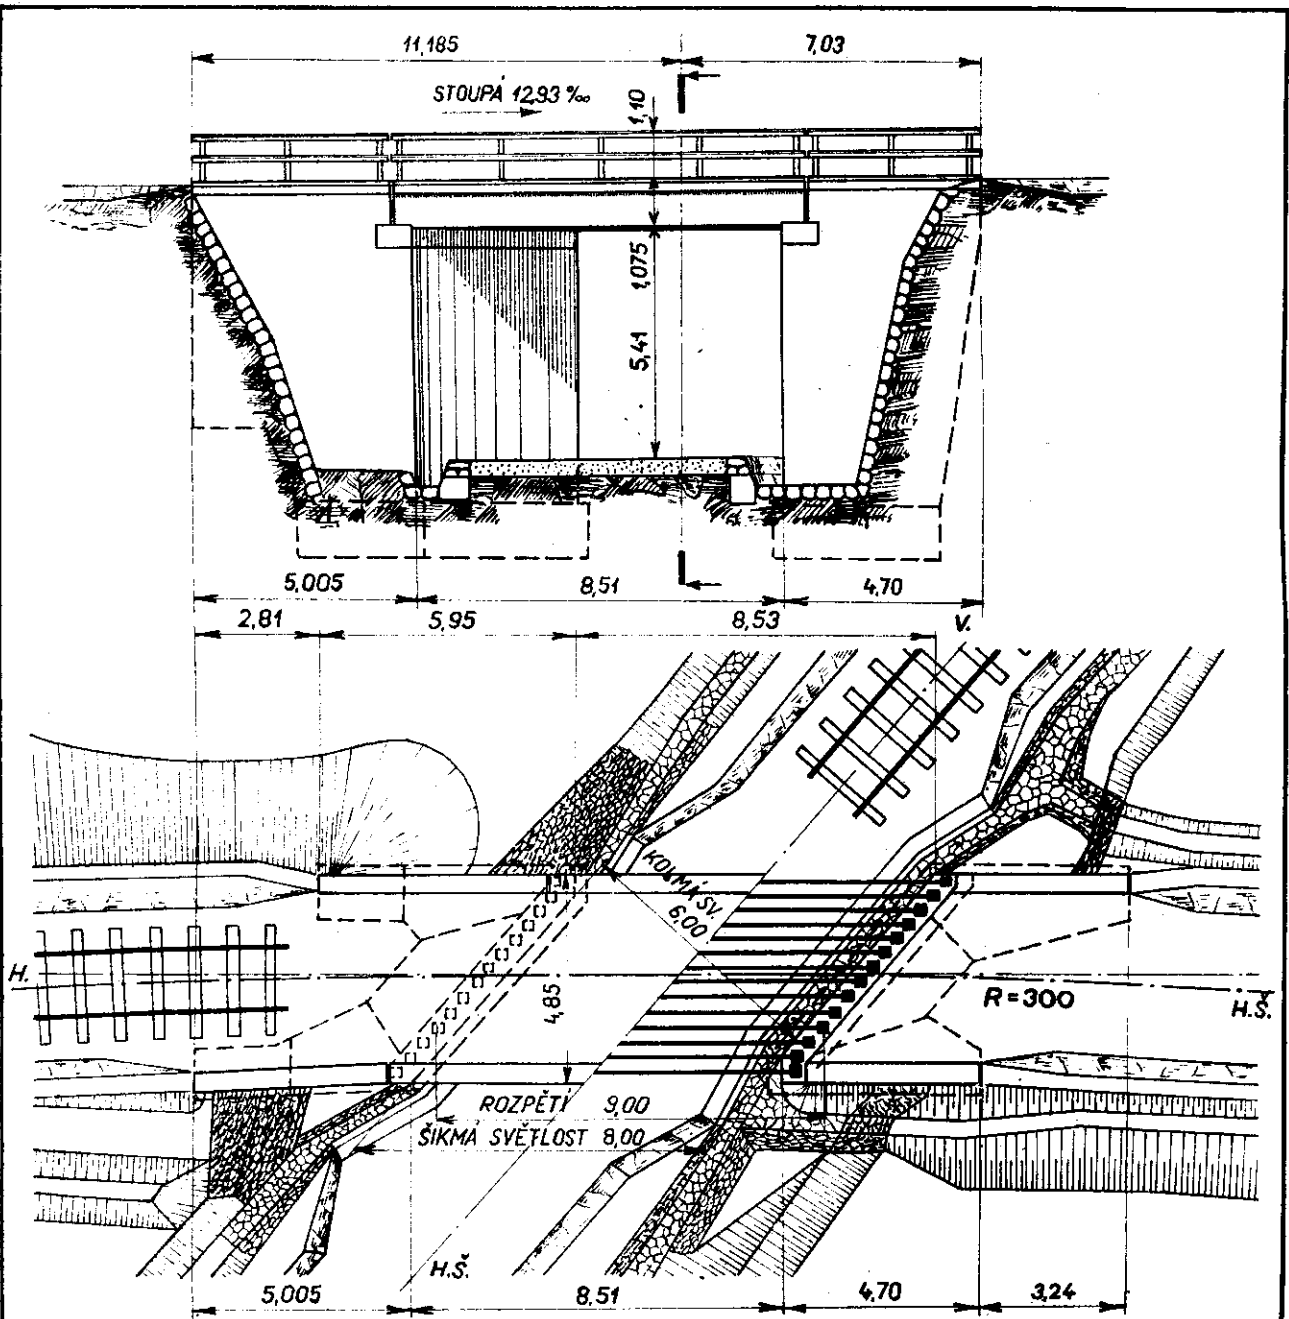 11,185
7,03
STOUPÁ 12,93 ‰
1,10
1,075
5,41
5,005
8,51
4,70
2,81
5,95
8,53
V.
KOLMÁ SV.
6,00
H.
4,85
R = 300
H.Š.
ROZPĚTÍ 9,00
ŠIKMÁ SVĚTLOST 8,00
H.Š.
5,005
8,51
4,70
3,24